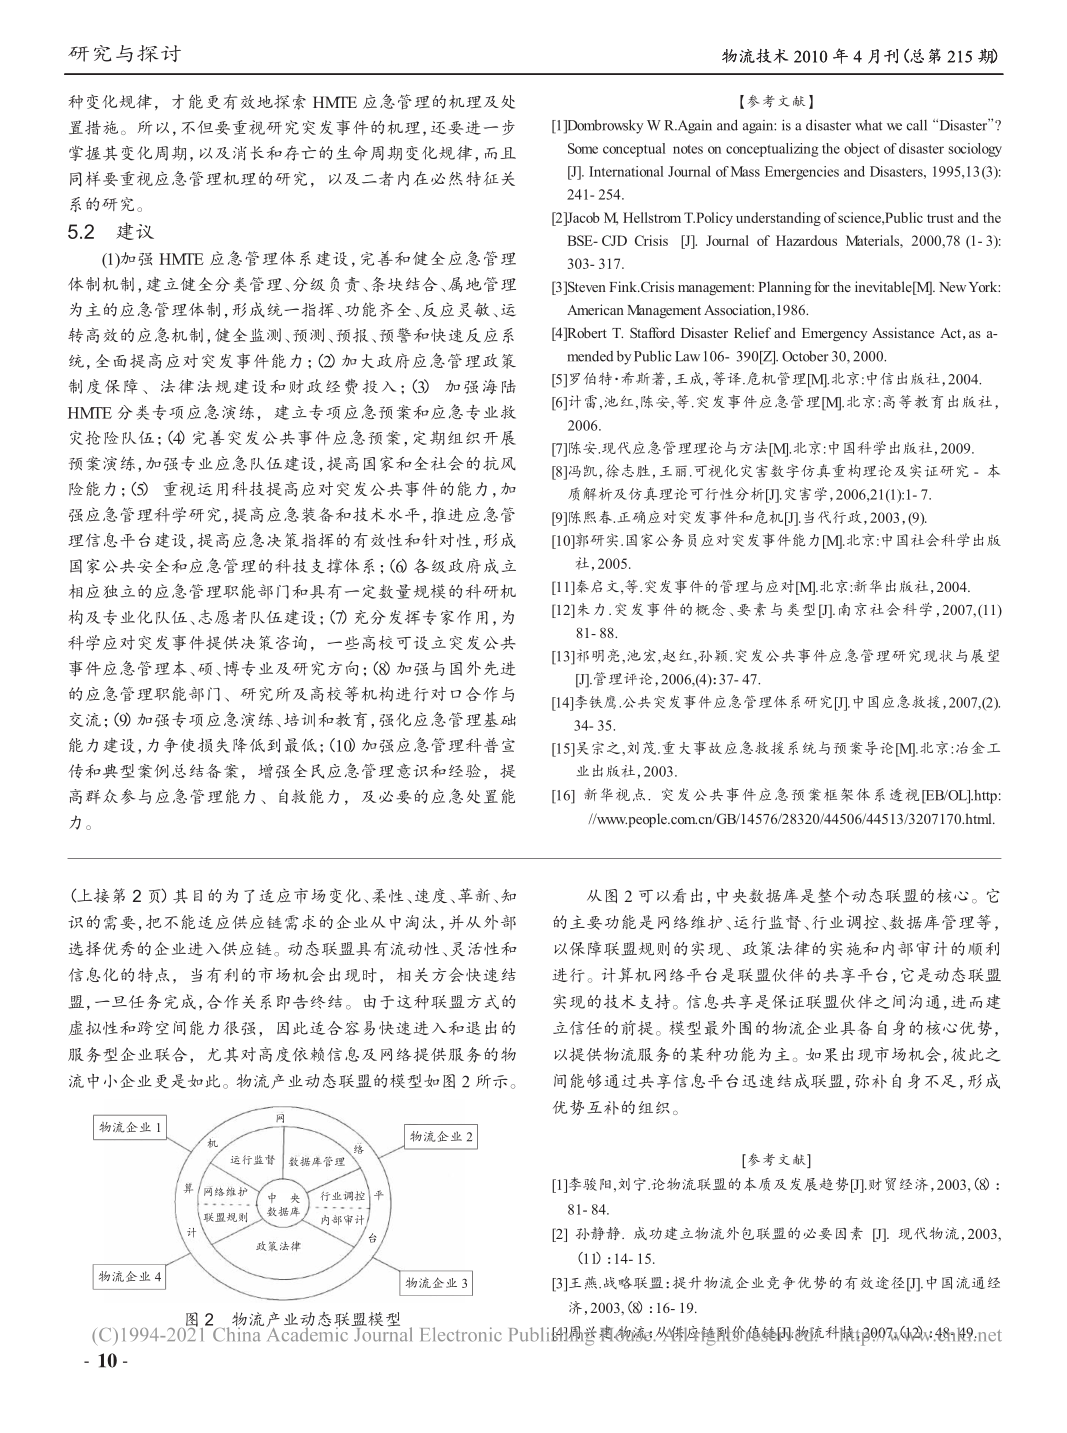 研究与探讨
物流技术 2010 年 4 月刊(总第 215 期)
种变化规律，才能更有效地探索 HMTE 应急管理的机理及处
置措施。所以,不但要重视研究突发事件的机理,还要进一步
掌握其变化周期,以及消长和存亡的生命周期变化规律,而且
同样要重视应急管理机理的研究，以及二者内在必然特征关
系的研究。
5.2 建议
(1)加强 HMTE 应急管理体系建设,完善和健全应急管理
体制机制,建立健全分类管理、分级负责、条块结合、属地管理
为主的应急管理体制,形成统一指挥、功能齐全、反应灵敏、运
转高效的应急机制,健全监测、预测、预报、预警和快速反应系
统,全面提高应对突发事件能力；(2) 加大政府应急管理政策
制度保障、法律法规建设和财政经费投入；(3) 加强海陆
HMTE 分类专项应急演练，建立专项应急预案和应急专业救
灾抢险队伍；(4) 完善突发公共事件应急预案,定期组织开展
预案演练,加强专业应急队伍建设,提高国家和全社会的抗风
险能力；(5) 重视运用科技提高应对突发公共事件的能力,加
强应急管理科学研究,提高应急装备和技术水平,推进应急管
理信息平台建设,提高应急决策指挥的有效性和针对性,形成
国家公共安全和应急管理的科技支撑体系；(6) 各级政府成立
相应独立的应急管理职能部门和具有一定数量规模的科研机
构及专业化队伍、志愿者队伍建设；(7) 充分发挥专家作用,为
科学应对突发事件提供决策咨询，一些高校可设立突发公共
事件应急管理本、硕、博专业及研究方向；(8) 加强与国外先进
的应急管理职能部门、研究所及高校等机构进行对口合作与
交流；(9) 加强专项应急演练、培训和教育,强化应急管理基础
能力建设,力争使损失降低到最低；(10) 加强应急管理科普宣
传和典型案例总结备案，增强全民应急管理意识和经验，提
高群众参与应急管理能力、自救能力，及必要的应急处置能
力。
【参考文献】
[1]Dombrowsky W R.Again and again: is a disaster what we call “Disaster”?
Some conceptual notes on conceptualizing the object of disaster sociology
[J]. International Journal of Mass Emergencies and Disasters, 1995,13(3):
241- 254.
[2]Jacob M, Hellstrom T.Policy understanding of science,Public trust and the
BSE- CJD Crisis [J]. Journal of Hazardous Materials, 2000,78 (1- 3):
303- 317.
[3]Steven Fink.Crisis management: Planning for the inevitable[M]. New York:
American Management Association,1986.
[4]Robert T. Stafford Disaster Relief and Emergency Assistance Act, as a-
mended by Public Law 106- 390[Z]. October 30, 2000.
[5]罗伯特·希斯著,王成,等译.危机管理[M].北京:中信出版社,2004.
[6]计雷,池红,陈安,等.突发事件应急管理[M].北京:高等教育出版社,
2006.
[7]陈安.现代应急管理理论与方法[M].北京:中国科学出版社,2009.
[8]冯凯,徐志胜,王丽.可视化灾害数字仿真重构理论及实证研究 - 本
质解析及仿真理论可行性分析[J].灾害学,2006,21(1):1- 7.
[9]陈熙春.正确应对突发事件和危机[J].当代行政,2003,(9).
[10]郭研实.国家公务员应对突发事件能力[M].北京:中国社会科学出版
社,2005.
[11]秦启文,等.突发事件的管理与应对[M].北京:新华出版社,2004.
[12]朱力.突发事件的概念、要素与类型[J].南京社会科学,2007,(11)
81- 88.
[13]祁明亮,池宏,赵红,孙颖.突发公共事件应急管理研究现状与展望
[J].管理评论,2006,(4):37- 47.
[14]李铁鹰.公共突发事件应急管理体系研究[J].中国应急救援,2007,(2).
34- 35.
[15]吴宗之,刘茂.重大事故应急救援系统与预案导论[M].北京:冶金工
业出版社,2003.
[16] 新华视点. 突发公共事件应急预案框架体系透视[EB/OL].http:
//www.people.com.cn/GB/14576/28320/44506/44513/3207170.html.
(上接第 2 页) 其目的为了适应市场变化、柔性、速度、革新、知
识的需要,把不能适应供应链需求的企业从中淘汰,并从外部
选择优秀的企业进入供应链。动态联盟具有流动性、灵活性和
信息化的特点，当有利的市场机会出现时，相关方会快速结
盟,一旦任务完成,合作关系即告终结。由于这种联盟方式的
虚拟性和跨空间能力很强，因此适合容易快速进入和退出的
服务型企业联合，尤其对高度依赖信息及网络提供服务的物
流中小企业更是如此。物流产业动态联盟的模型如图 2 所示。
物流企业 1
物流企业 2
网
机
络
运行监督
数据库管理
算
网络维护
中 央
行业调控
平
联盟规则
数据库
内部审计
计
政策法律
台
物流企业 4
物流企业 3
图 2 物流产业动态联盟模型
从图 2 可以看出,中央数据库是整个动态联盟的核心。它
的主要功能是网络维护、运行监督、行业调控、数据库管理等,
以保障联盟规则的实现、政策法律的实施和内部审计的顺利
进行。计算机网络平台是联盟伙伴的共享平台,它是动态联盟
实现的技术支持。信息共享是保证联盟伙伴之间沟通,进而建
立信任的前提。模型最外围的物流企业具备自身的核心优势,
以提供物流服务的某种功能为主。如果出现市场机会,彼此之
间能够通过共享信息平台迅速结成联盟,弥补自身不足,形成
优势互补的组织。
[参考文献]
[1]李骏阳,刘宁.论物流联盟的本质及发展趋势[J].财贸经济,2003,(8)：
81- 84.
[2] 孙静静. 成功建立物流外包联盟的必要因素 [J]. 现代物流,2003,
(11)：14- 15.
[3]王燕.战略联盟:提升物流企业竞争优势的有效途径[J].中国流通经
济,2003,(8)：16- 19.
[4]周兴建.物流:从供应链到价值链[J].物流科技,2007,(12)：48- 49.
(C)1994-2021 China Academic Journal Electronic Publishing House. All rights reserved. http://www.cnki.net
- 10 -